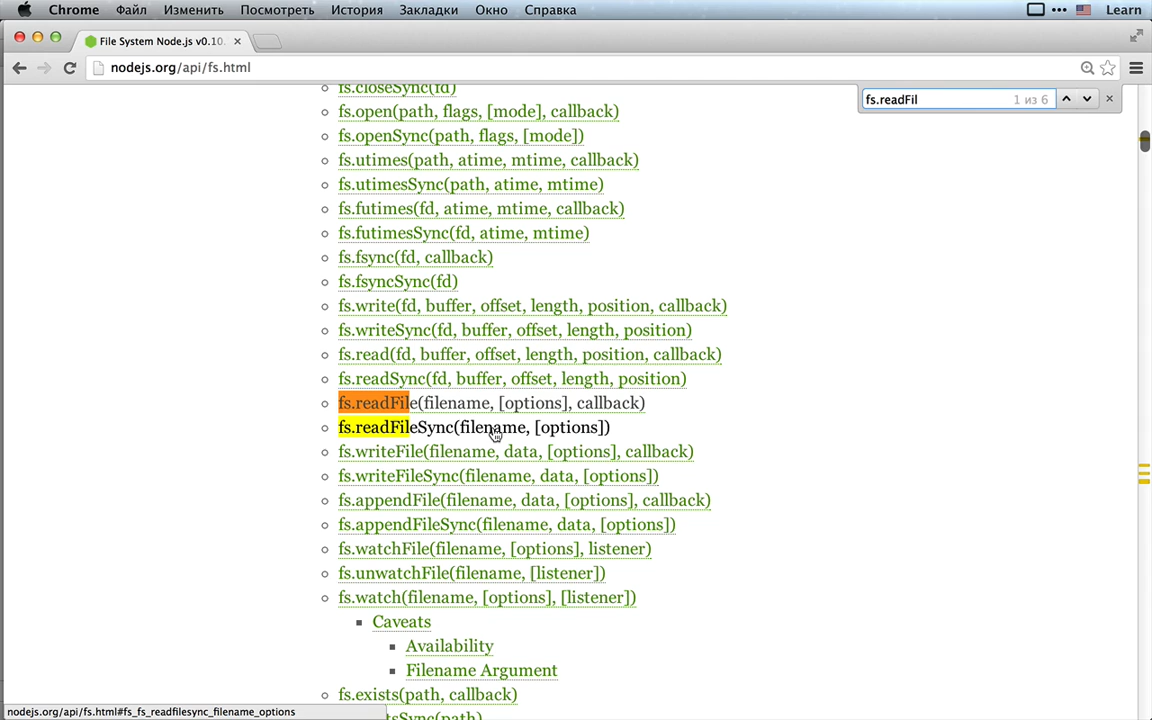 Chrome Файл Изменить Посмотреть История Закладки Окно Справка Learn
File System Node.js v0.10.
nodejs.org/api/fs.html
fs.readFil 1 из 6
fs.closeSync(fd)
fs.open(path, flags, [mode], callback)
fs.openSync(path, flags, [mode])
fs.utimes(path, atime, mtime, callback)
fs.utimesSync(path, atime, mtime)
fs.futimes(fd, atime, mtime, callback)
fs.futimesSync(fd, atime, mtime)
fs.fsync(fd, callback)
fs.fsyncSync(fd)
fs.write(fd, buffer, offset, length, position, callback)
fs.writeSync(fd, buffer, offset, length, position)
fs.read(fd, buffer, offset, length, position, callback)
fs.readSync(fd, buffer, offset, length, position)
fs.readFile(filename, [options], callback)
fs.readFileSync(filename, [options])
fs.writeFile(filename, data, [options], callback)
fs.writeFileSync(filename, data, [options])
fs.appendFile(filename, data, [options], callback)
fs.appendFileSync(filename, data, [options])
fs.watchFile(filename, [options], listener)
fs.unwatchFile(filename, [listener])
fs.watch(filename, [options], [listener])
Caveats
Availability
Filename Argument
fs.exists(path, callback)
tsSync(path)
nodejs.org/api/fs.html#fs_fs_readfilesync_filename_options